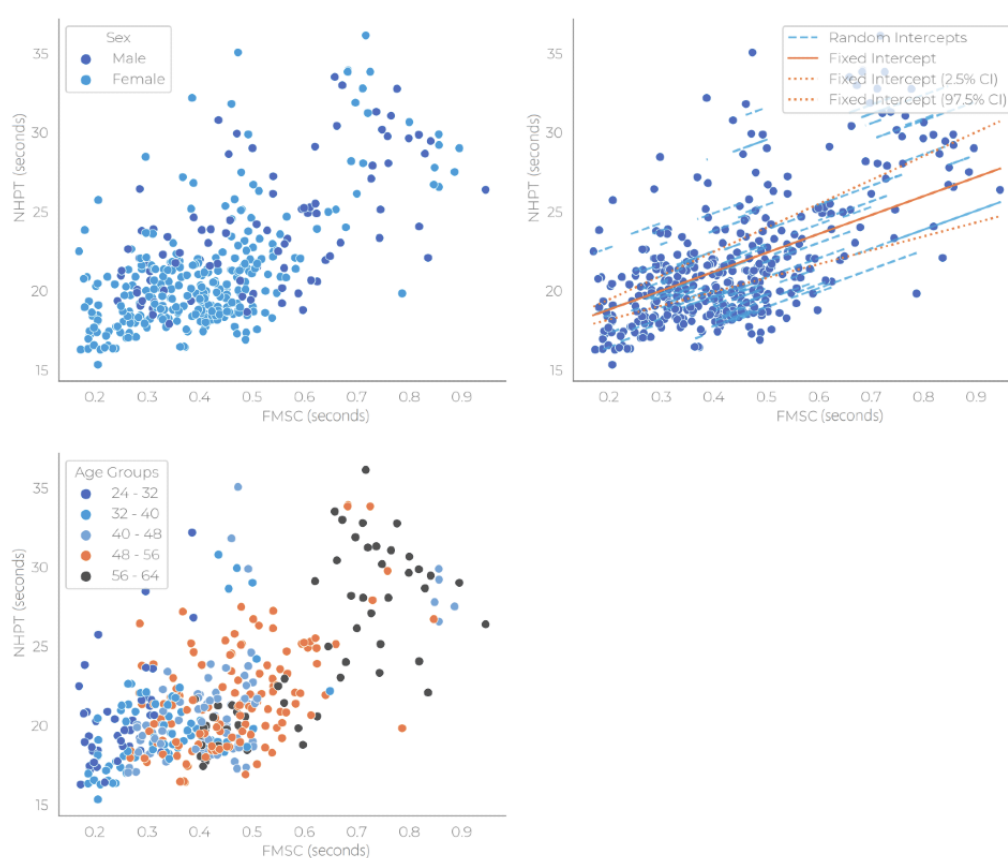 Sex
Male
Female
35
30
25
20
15
NHPT (seconds)
0.2 0.3 0.4 0.5 0.6 0.7 0.8 0.9
FMSC (seconds)
Random Intercepts
Fixed Intercept
Fixed Intercept (2.5% CI)
Fixed Intercept (97.5% CI)
35
30
25
20
15
NHPT (seconds)
0.2 0.3 0.4 0.5 0.6 0.7 0.8 0.9
FMSC (seconds)
Age Groups
24 - 32
32 - 40
40 - 48
48 - 56
56 - 64
35
30
25
20
15
NHPT (seconds)
0.2 0.3 0.4 0.5 0.6 0.7 0.8 0.9
FMSC (seconds)